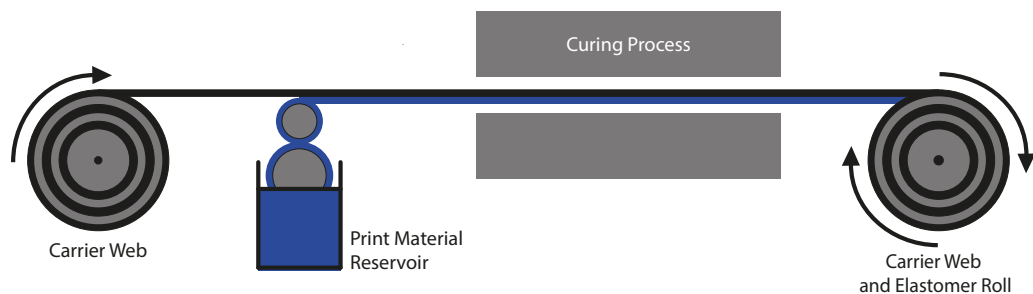 Curing Process
Carrier Web
Print Material
Reservoir
Carrier Web
and Elastomer Roll